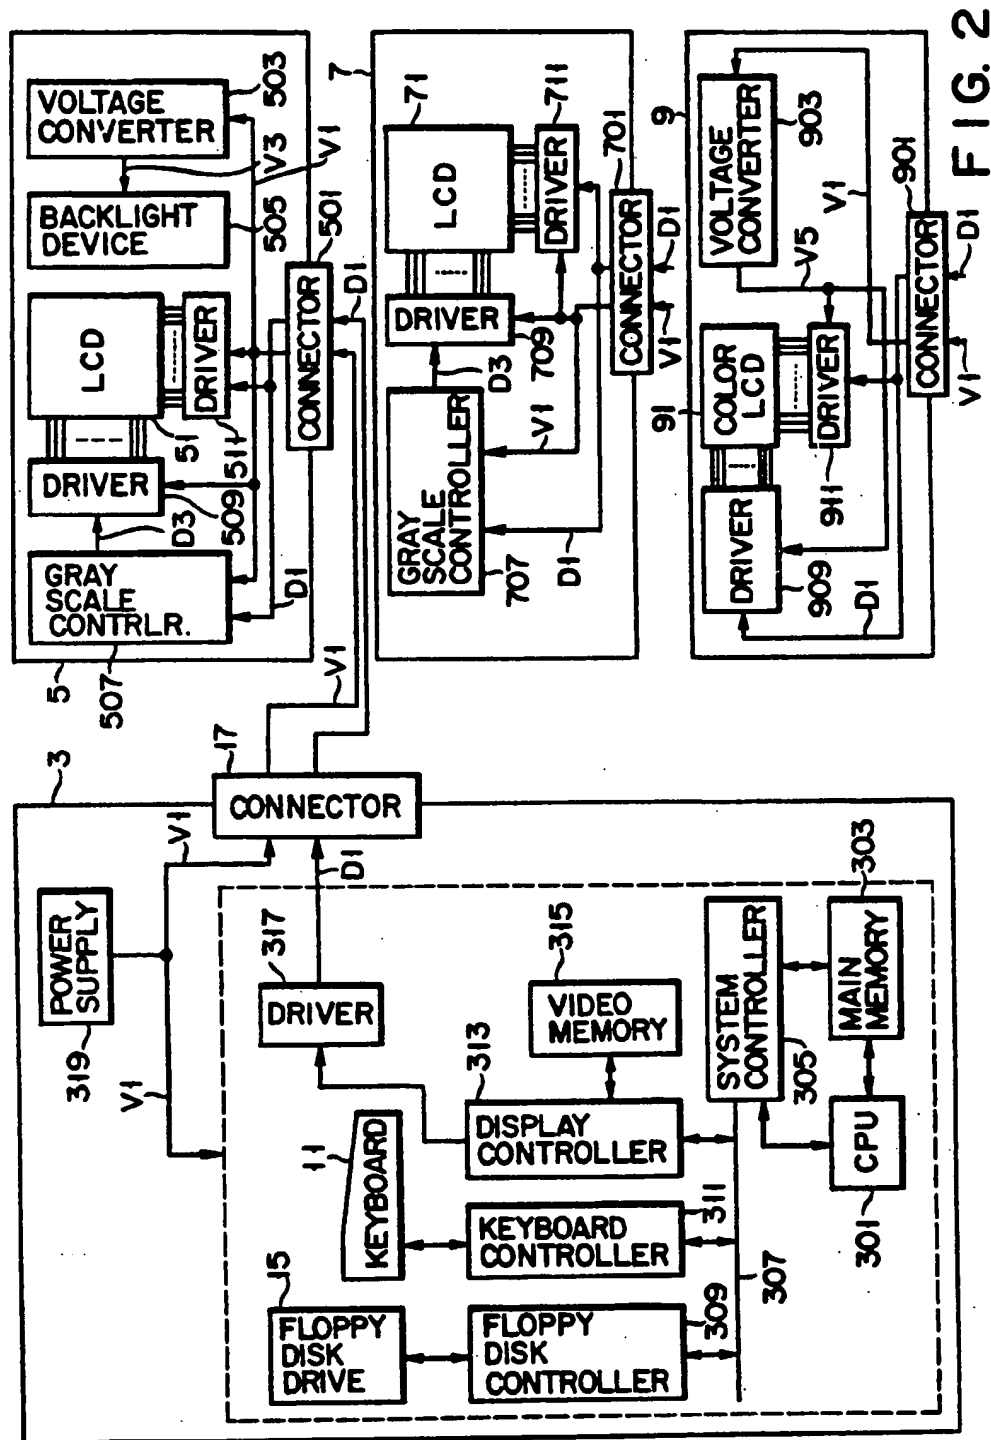 3
POWER
SUPPLY
319
V1
V1
17
CONNECTOR
D1
317
DRIVER
11
KEYBOARD
15
FLOPPY
DISK
DRIVE
313
DISPLAY
CONTROLLER
315
VIDEO
MEMORY
KEYBOARD
CONTROLLER
311
FLOPPY
DISK
CONTROLLER
309
307
SYSTEM
CONTROLLER
305
303
MAIN
MEMORY
CPU
301
V1
5
GRAY
SCALE
CONTRLR.
507
D3
DRIVER
509
LCD
51
DRIVER
511
BACKLIGHT
DEVICE
505
VOLTAGE
CONVERTER
503
V3
V1
D1
CONNECTOR
501
D1
7
GRAY
SCALE
CONTROLLER
707
D3
DRIVER
709
LCD
71
DRIVER
711
V1
D1
CONNECTOR
701
V1
D1
9
DRIVER
909
COLOR
LCD
91
DRIVER
911
VOLTAGE
CONVERTER
903
V5
V1
D1
CONNECTOR
901
V1
D1
FIG. 2